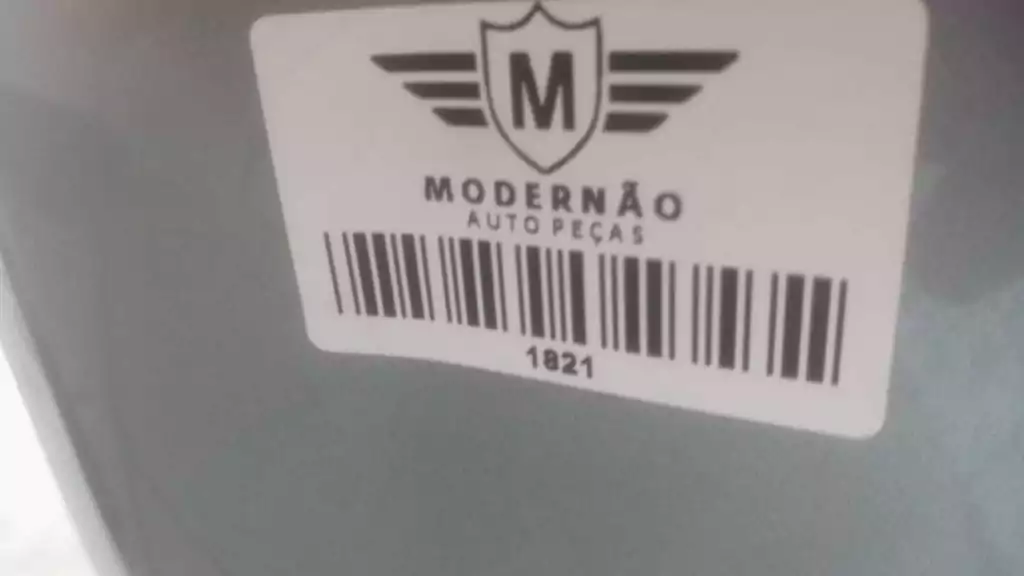 M
MODERNÃO
AUTO PEÇAS
1821